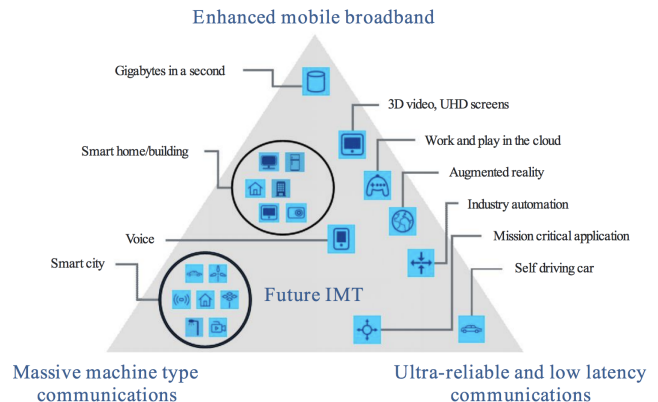 Enhanced mobile broadband
Gigabytes in a second
3D video, UHD screens
Work and play in the cloud
Smart home/building
Augmented reality
Industry automation
Voice
Mission critical application
Smart city
Self driving car
Future IMT
Massive machine type
communications
Ultra-reliable and low latency
communications